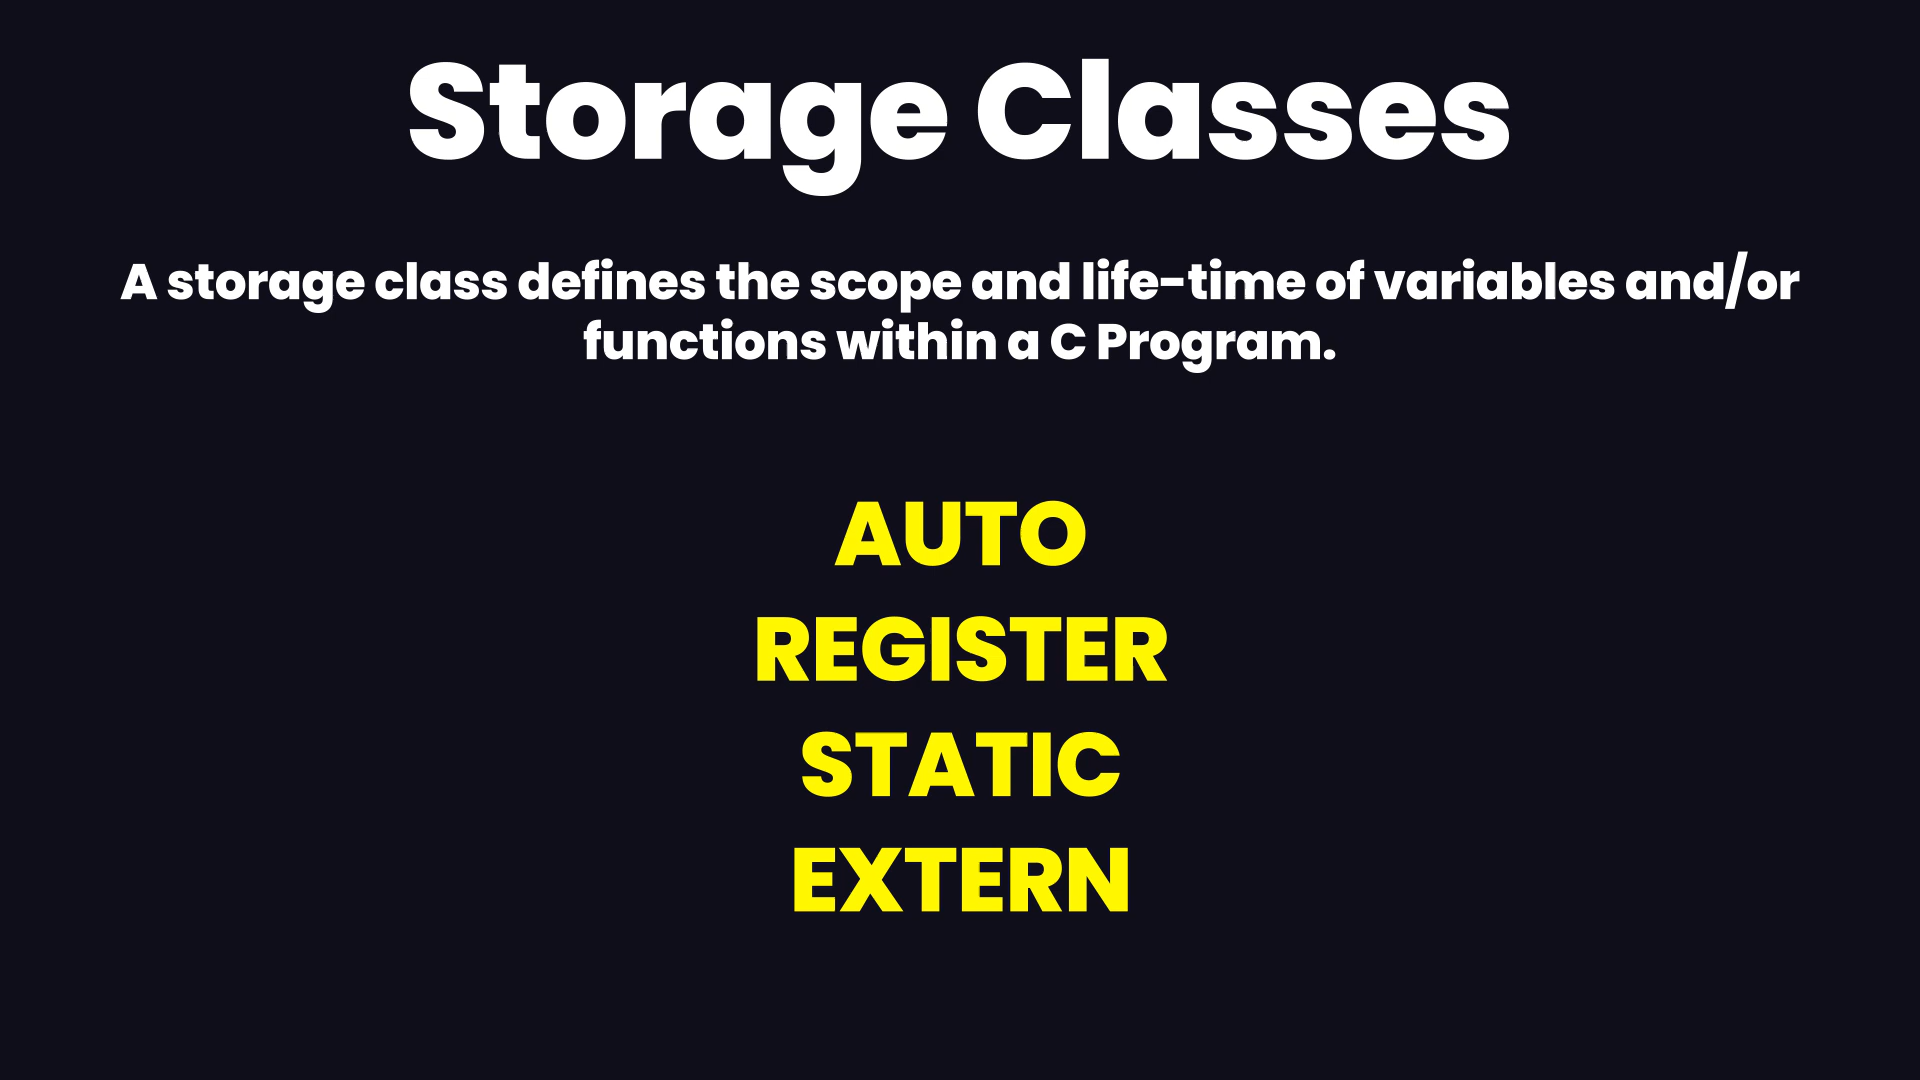 Storage Classes
A storage class defines the scope and life-time of variables and/or
functions within a C Program.
AUTO
REGISTER
STATIC
EXTERN